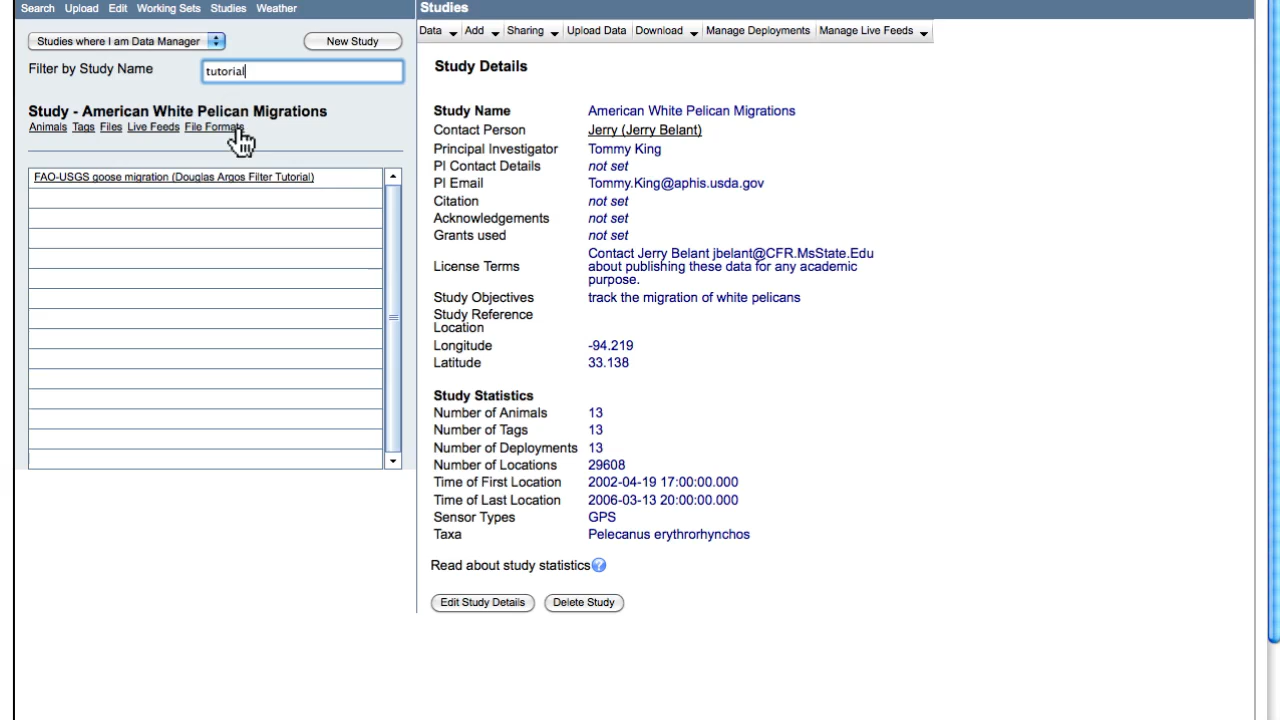 Search Upload Edit Working Sets Studies Weather
Studies where I am Data Manager New Study
Filter by Study Name tutorial
Study - American White Pelican Migrations
Animals Tags Files Live Feeds File Formats
FAO-USGS goose migration (Douglas Argos Filter Tutorial)
Studies
Data Add Sharing Upload Data Download Manage Deployments Manage Live Feeds
Study Details
Study Name American White Pelican Migrations
Contact Person Jerry (Jerry Belant)
Principal Investigator Tommy King
PI Contact Details not set
PI Email Tommy.King@aphis.usda.gov
Citation not set
Acknowledgements not set
Grants used not set
Contact Jerry Belant jbelant@CFR.MsState.Edu
License Terms about publishing these data for any academic
purpose.
Study Objectives track the migration of white pelicans
Study Reference
Location
Longitude -94.219
Latitude 33.138
Study Statistics
Number of Animals 13
Number of Tags 13
Number of Deployments 13
Number of Locations 29608
Time of First Location 2002-04-19 17:00:00.000
Time of Last Location 2006-03-13 20:00:00.000
Sensor Types GPS
Taxa Pelecanus erythrorhynchos
Read about study statistics ?
Edit Study Details Delete Study